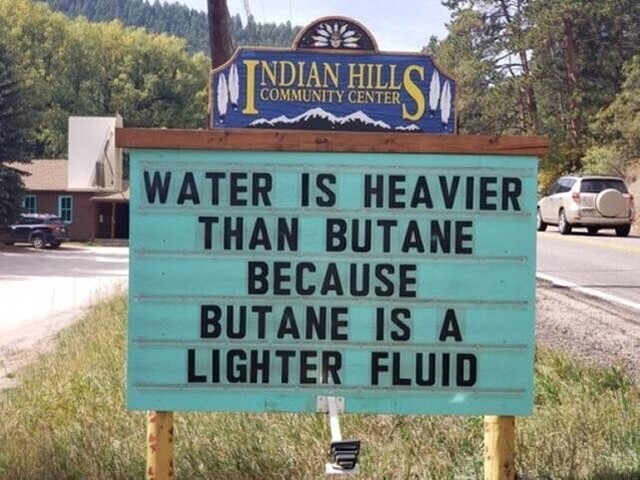 INDIAN HILLS
COMMUNITY CENTER
WATER IS HEAVIER
THAN BUTANE
BECAUSE
BUTANE IS A
LIGHTER FLUID